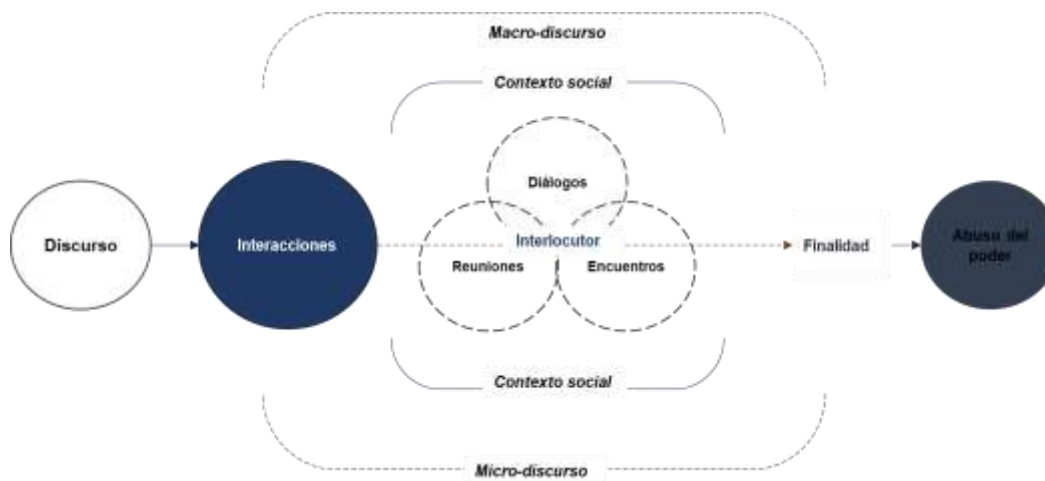 Macro-discurso
Contexto social
Diálogos
Discurso
Interacciones
Interlocutor
Finalidad
Abuso del
poder
Reuniones
Encuentros
Contexto social
Micro-discurso